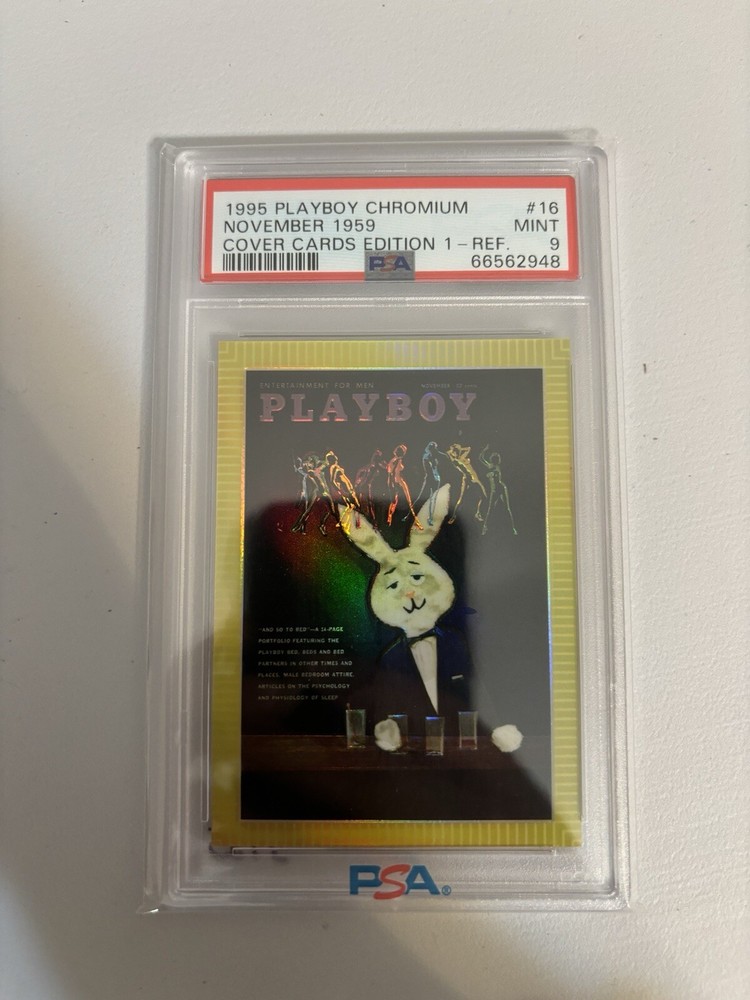 1995 PLAYBOY CHROMIUM #16
NOVEMBER 1959 MINT
COVER CARDS EDITION 1 - REF. 9
PSA 66562948
ENTERTAINMENT FOR MEN NOVEMBER
PLAYBOY
"AND SO TO BED"—A 14-PAGE
PORTFOLIO FEATURING THE
PLAYBOY BED, BEDS AND BED
PARTNERS IN OTHER TIMES AND
PLACES, MALE BEDROOM ATTIRE,
ARTICLES ON THE PSYCHOLOGY
AND PHYSIOLOGY OF SLEEP
PSA®